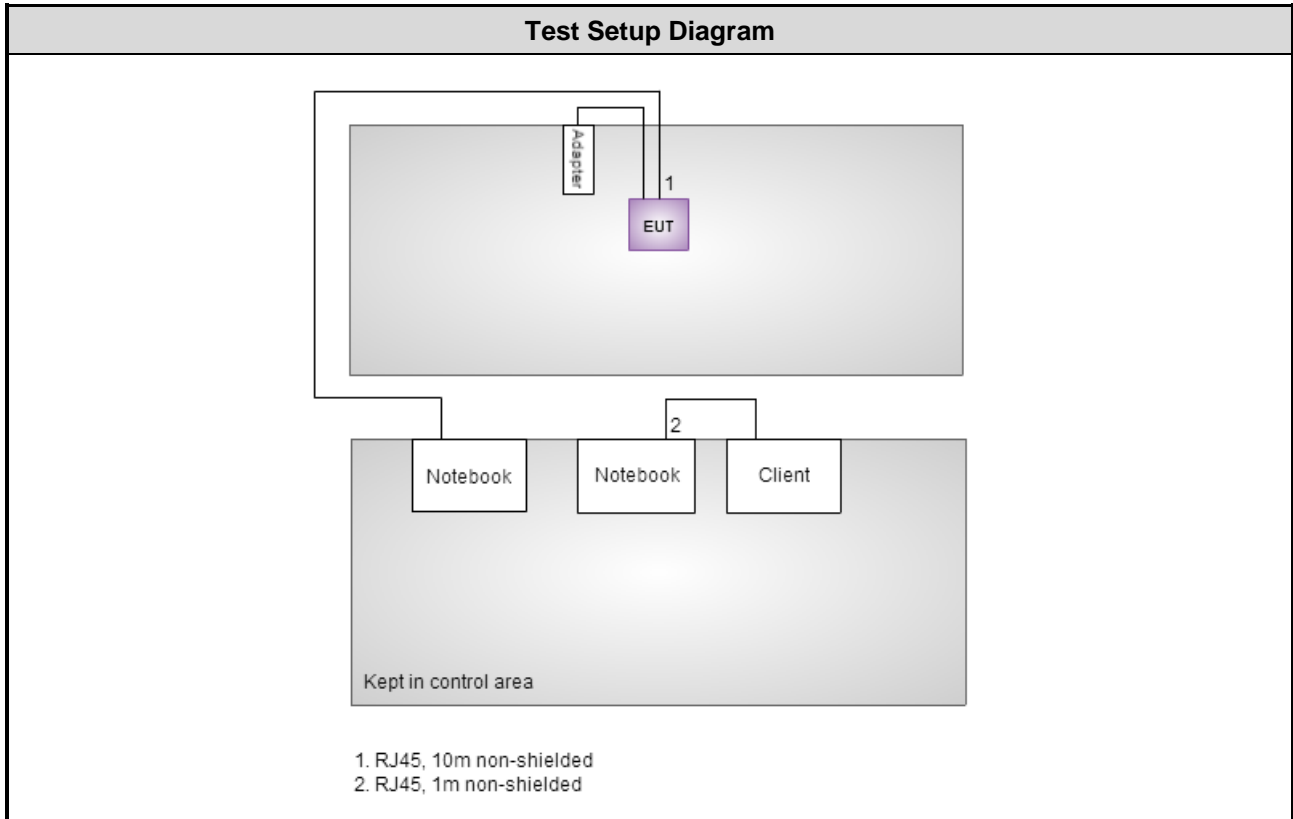 Test Setup Diagram
Adapter
1
EUT
2
Notebook
Notebook
Client
Kept in control area
1. RJ45, 10m non-shielded
2. RJ45, 1m non-shielded